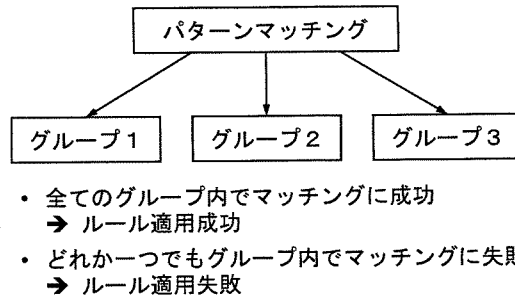 パターンマッチング
グループ1 グループ2 グループ3
• 全てのグループ内でマッチングに成功
➔ ルール適用成功
• どれか一つでもグループ内でマッチングに失敗
➔ ルール適用失敗